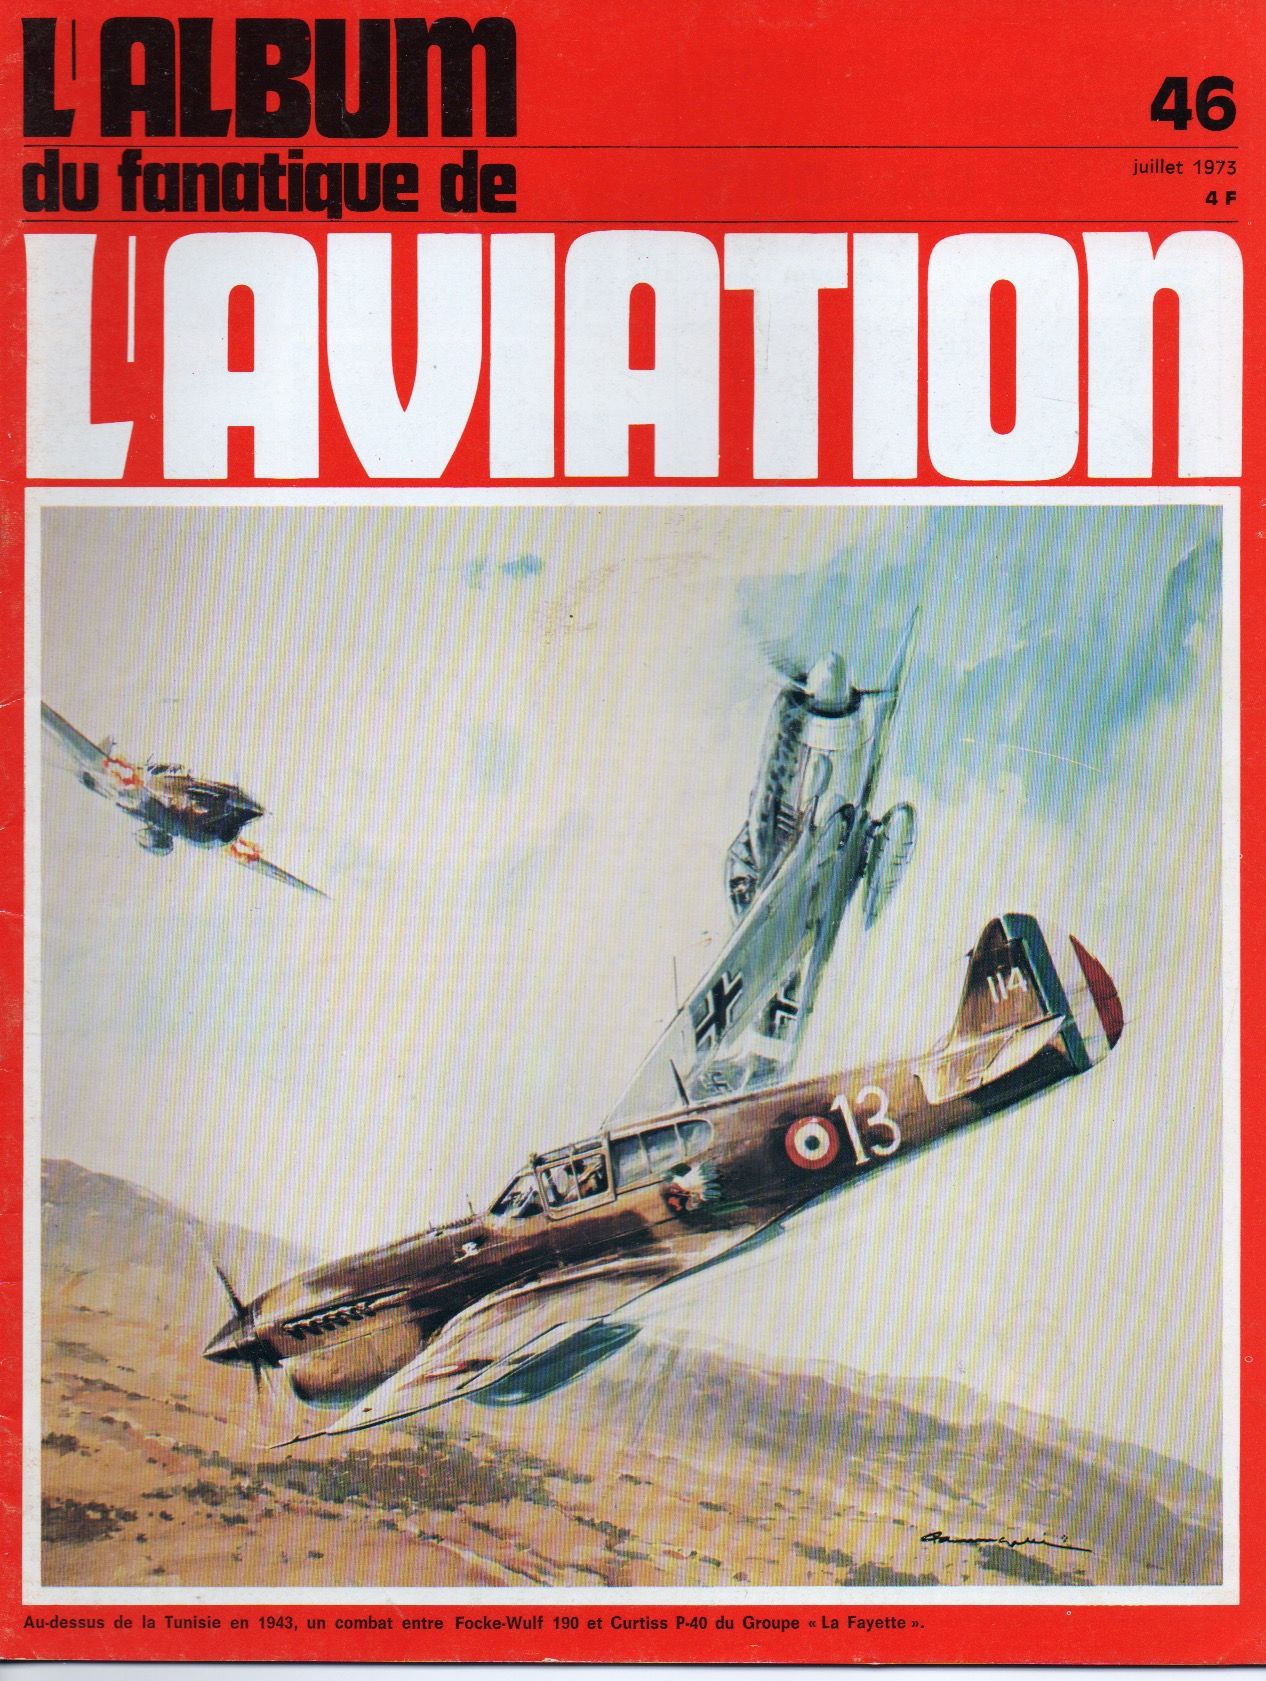 L'ALBUM
46
du fanatique de
juillet 1973
4 F
L'AVIATION
114
13
Au-dessus de la Tunisie en 1943, un combat entre Focke-Wulf 190 et Curtiss P-40 du Groupe « La Fayette ».